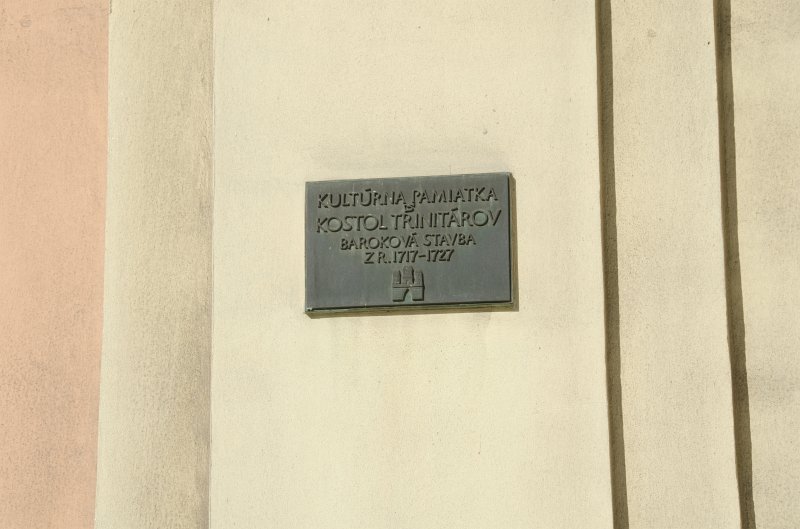 KULTÚRNA PAMIATKA
KOSTOL TRINITÁROV
BAROKOVÁ STAVBA
Z R. 1717-1727